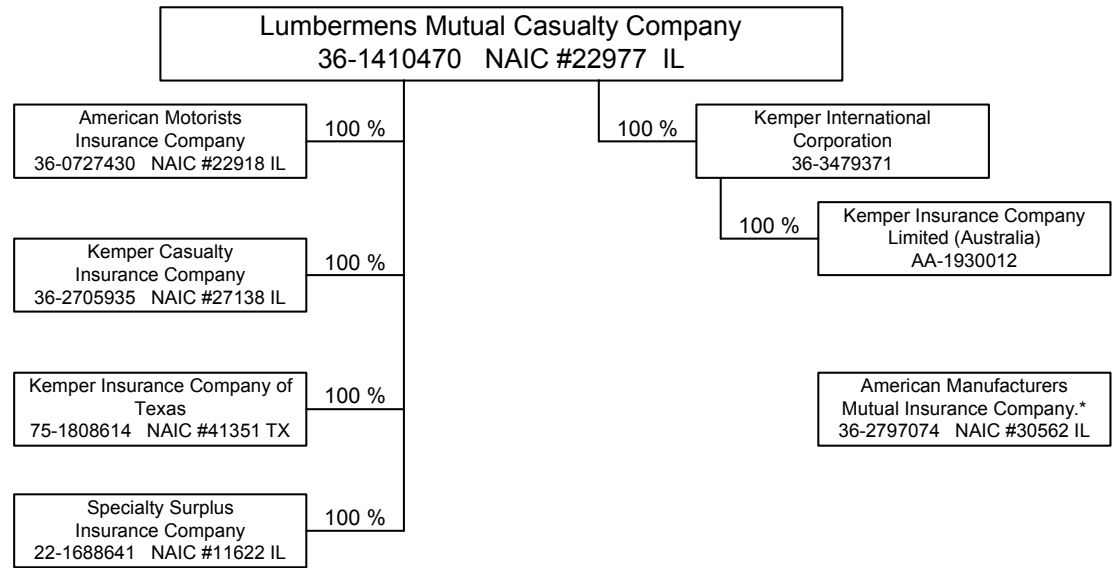 Lumbermens Mutual Casualty Company
36-1410470 NAIC #22977 IL
American Motorists
Insurance Company
36-0727430 NAIC #22918 IL
100 %
100 %
Kemper International
Corporation
36-3479371
Kemper Casualty
Insurance Company
36-2705935 NAIC #27138 IL
100 %
100 %
Kemper Insurance Company
Limited (Australia)
AA-1930012
Kemper Insurance Company of
Texas
75-1808614 NAIC #41351 TX
100 %
American Manufacturers
Mutual Insurance Company.*
36-2797074 NAIC #30562 IL
Specialty Surplus
Insurance Company
22-1688641 NAIC #11622 IL
100 %